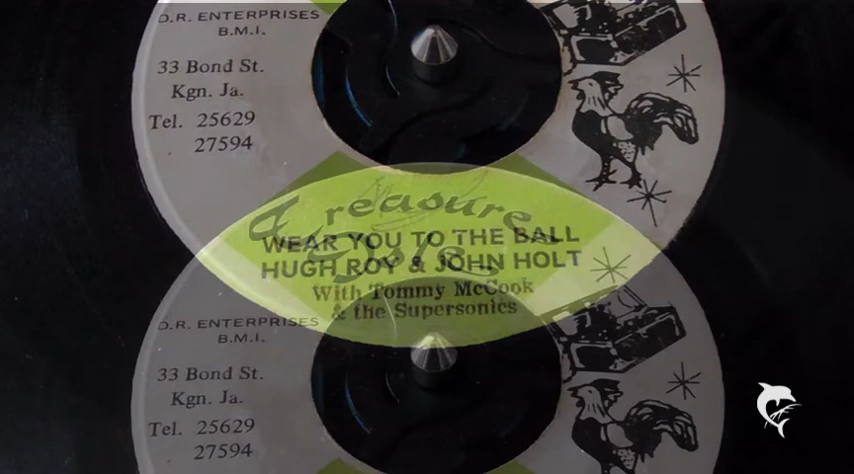 D.R. ENTERPRISES
B.M.I.
33 Bond St.
Kgn. Ja.
Tel. 25629
27594
Treasure
Isle
WEAR YOU TO THE BALL
HUGH ROY & JOHN HOLT
With Tommy McCook
& the Supersonics
D.R. ENTERPRISES
B.M.I.
33 Bond St.
Kgn. Ja.
Tel. 25629
27594